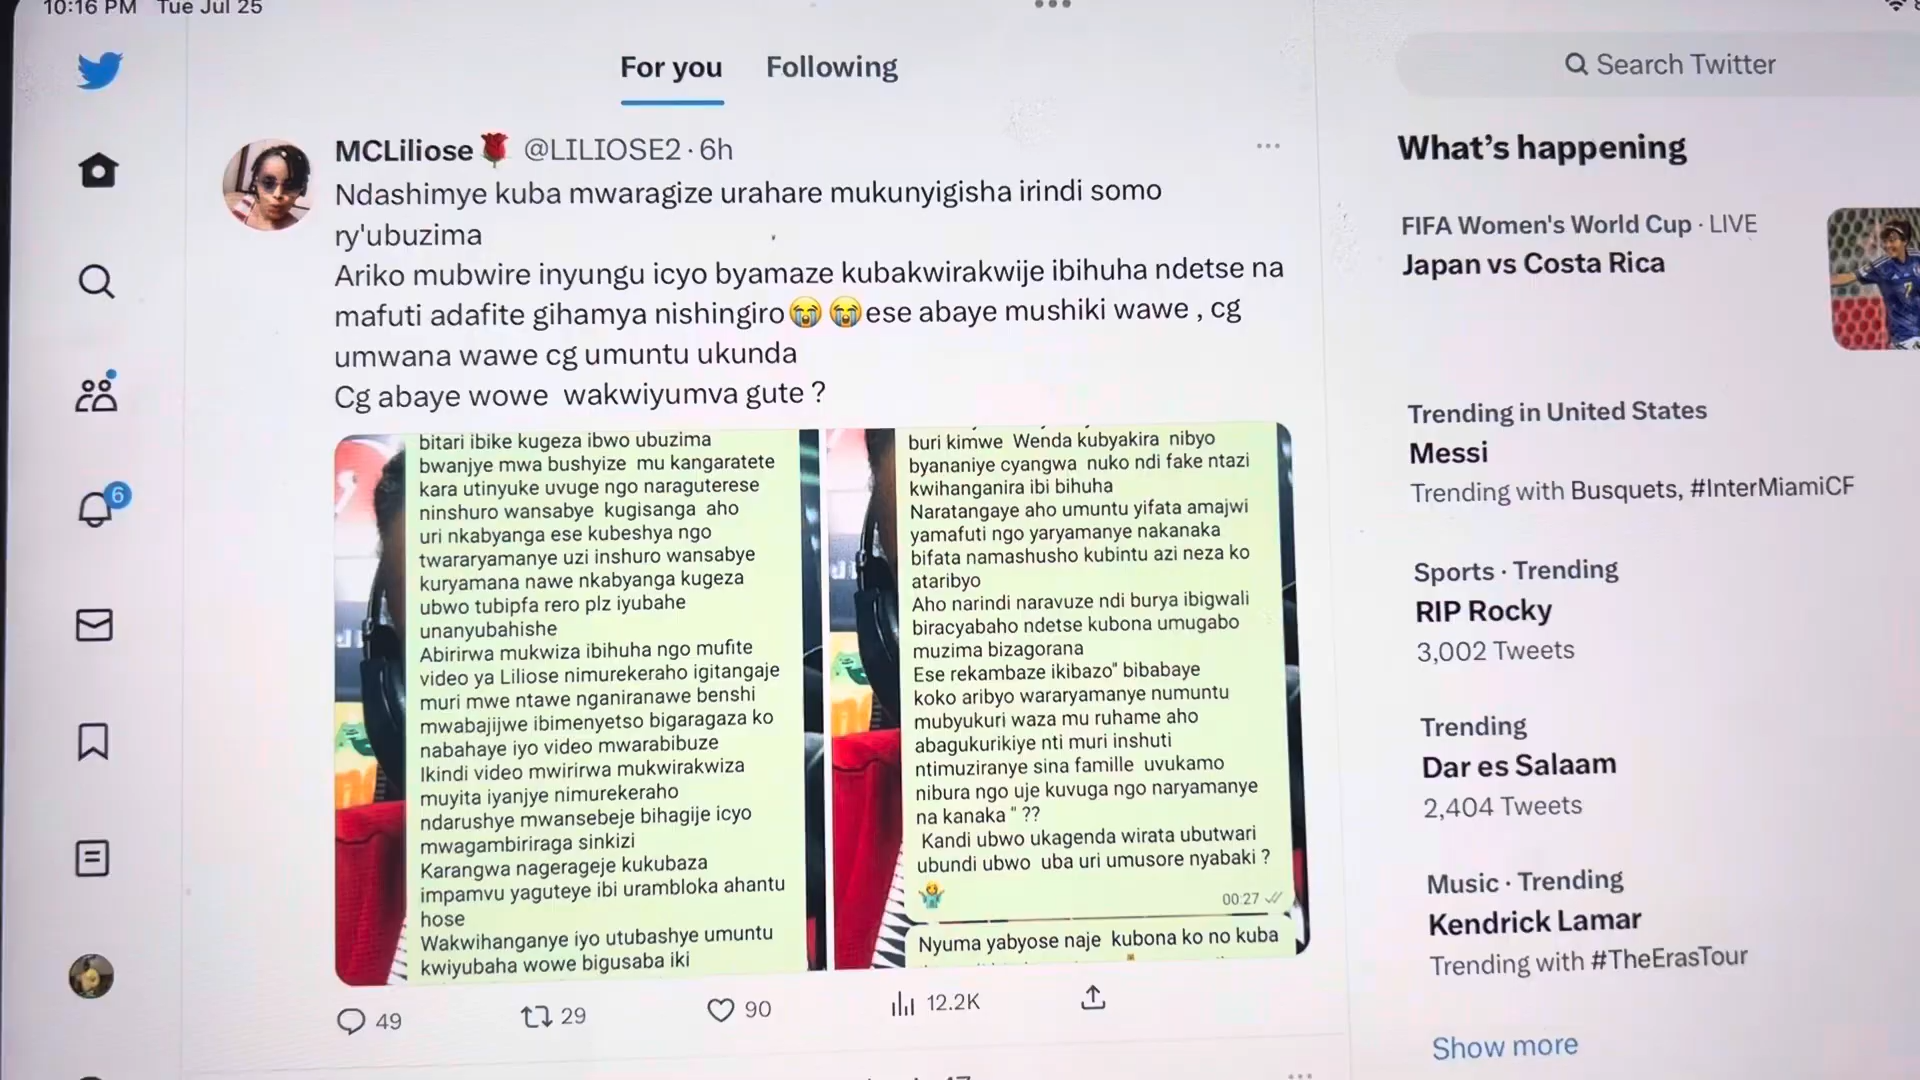 10:16 PM Tue Jul 25
For you Following
Search Twitter
MCLiliose🌹 @LILIOSE2 · 6h
Ndashimye kuba mwaragize urahare mukunyigisha irindi somo
ry'ubuzima
Ariko mubwire inyungu icyo byamaze kubakwirakwije ibihuha ndetse na
mafuti adafite gihamya nishingiro😭😭ese abaye mushiki wawe , cg
umwana wawe cg umuntu ukunda
Cg abaye wowe wakwiyumva gute ?
bitari ibike kugeza ibwo ubuzima
bwanjye mwa bushyize mu kangaratete
kara utinyuke uvuge ngo naraguterese
ninshuro wansabye kugisanga aho
uri nkabyanga ese kubeshya ngo
twararyamanye uzi inshuro wansabye
kuryamana nawe nkabyanga kugeza
ubwo tubipfa rero plz iyubahe
unanyubahishe
Abirirwa mukwiza ibihuha ngo mufite
video ya Liliose nimurekeraho igitangaje
muri mwe ntawe nganiranawe benshi
mwabajijwe ibimenyetso bigaragaza ko
nabahaye iyo video mwarabibuze
Ikindi video mwirirwa mukwirakwiza
muyita iyanjye nimurekeraho
ndarushye mwansebeje bihagije icyo
mwagambiriraga sinkizi
Karangwa nagerageje kukubaza
impamvu yaguteye ibi urambloka ahantu
hose
Wakwihanganye iyo utubashye umuntu
kwiyubaha wowe bigusaba iki
buri kimwe Wenda kubyakira nibyo
byananiye cyangwa nuko ndi fake ntazi
kwihanganira ibi bihuha
Naratangaye aho umuntu yifata amajwi
yamafuti ngo yaryamanye nakanaka
bifata namashusho kubintu azi neza ko
ataribyo
Aho narindi naravuze ndi burya ibigwali
biracyabaho ndetse kubona umugabo
muzima bizagorana
Ese rekambaze ikibazo" bibabaye
koko aribyo wararyamanye numuntu
mubyukuri waza mu ruhame aho
abagukurikiye nti muri inshuti
ntimuziranye sina famille uvukamo
nibura ngo uje kuvuga ngo naryamanye
na kanaka " ??
Kandi ubwo ukagenda wirata ubutwari
ubundi ubwo uba uri umusore nyabaki ?
🤷
00:27
Nyuma yabyose naje kubona ko no kuba
49 29 90 12.2K
6
What's happening
FIFA Women's World Cup · LIVE
Japan vs Costa Rica
Trending in United States
Messi
Trending with Busquets, #InterMiamiCF
Sports · Trending
RIP Rocky
3,002 Tweets
Trending
Dar es Salaam
2,404 Tweets
Music · Trending
Kendrick Lamar
Trending with #TheErasTour
Show more